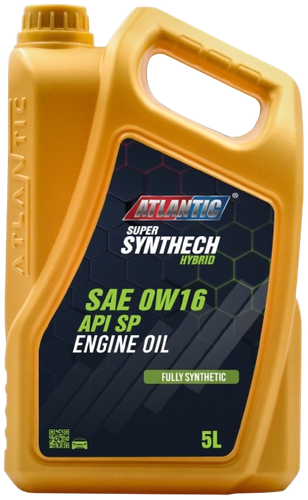 ATLANTIC
ATLANTIC®
SUPER
SYNTHECH
HYBRID
SAE 0W16
API SP
ENGINE OIL
FULLY SYNTHETIC
5L